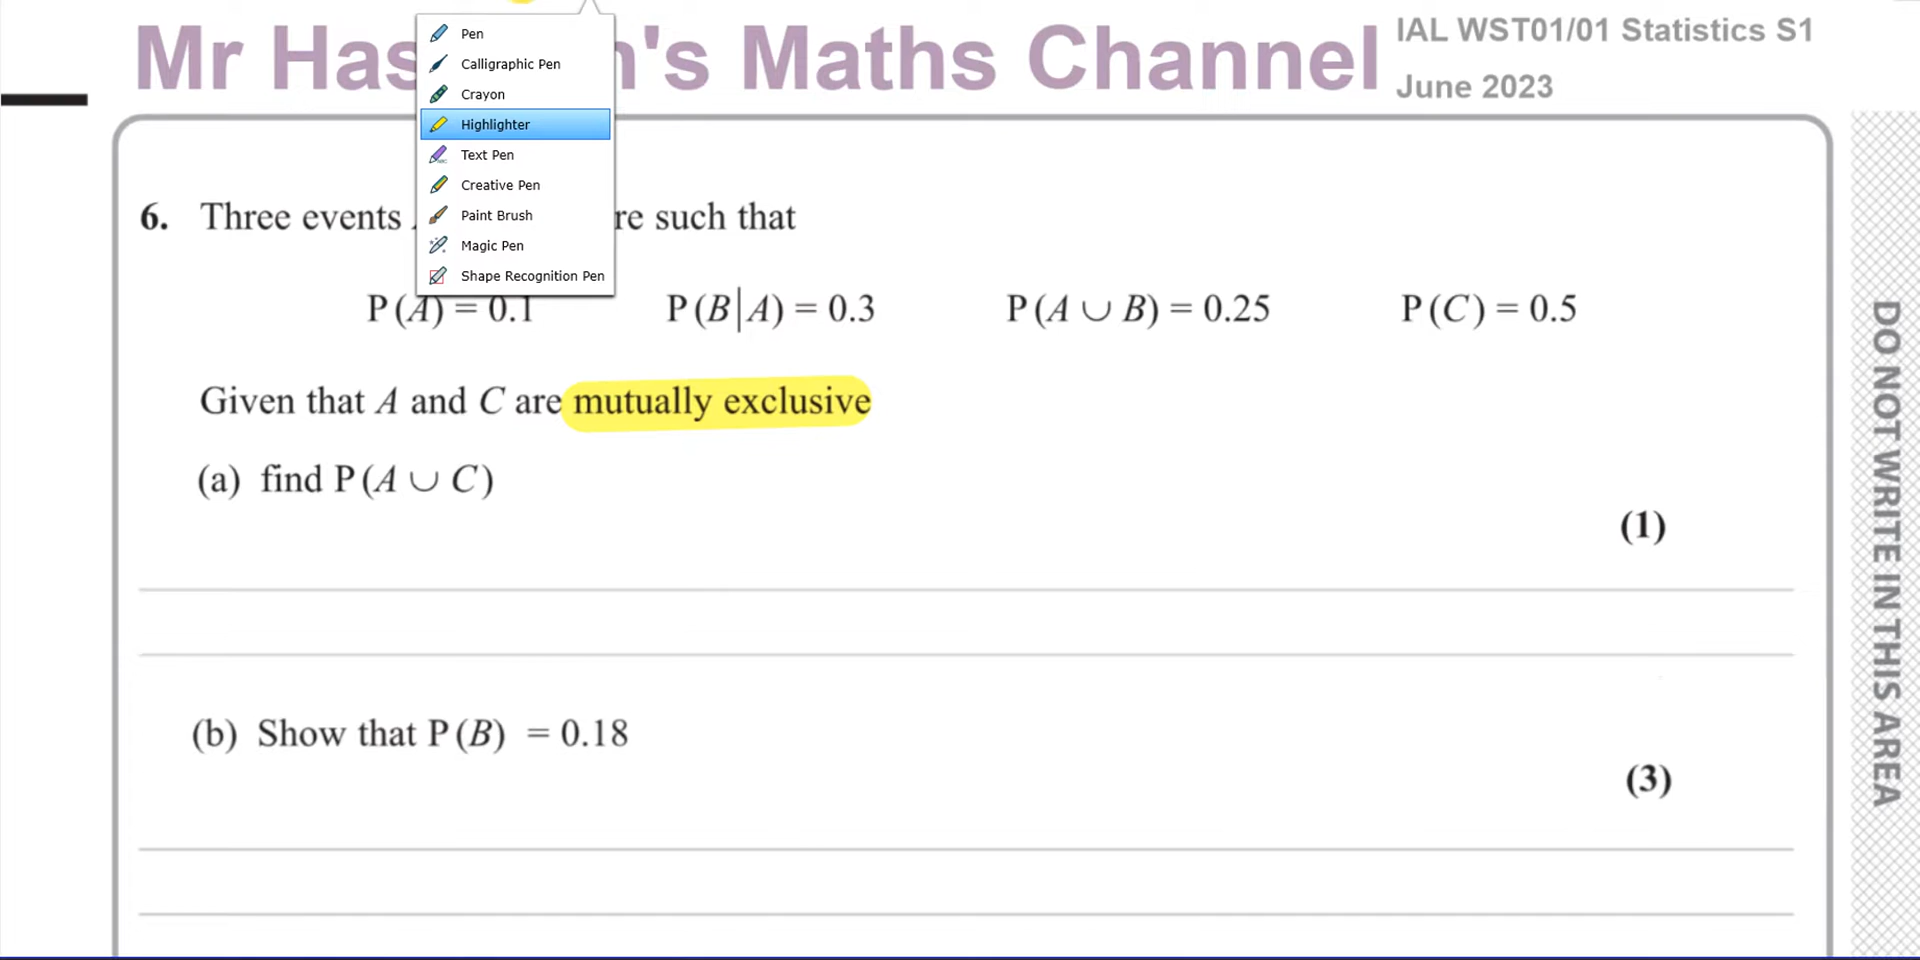 Mr Has n's Maths Channel
IAL WST01/01 Statistics S1
June 2023
Pen
Calligraphic Pen
Crayon
Highlighter
Text Pen
Creative Pen
Paint Brush
Magic Pen
Shape Recognition Pen
6. Three events re such that
P(A) = 0.1 P(B|A) = 0.3 P(A ∪ B) = 0.25 P(C) = 0.5
Given that A and C are mutually exclusive
(a) find P(A ∪ C)
(1)
(b) Show that P(B) = 0.18
(3)
DO NOT WRITE IN THIS AREA